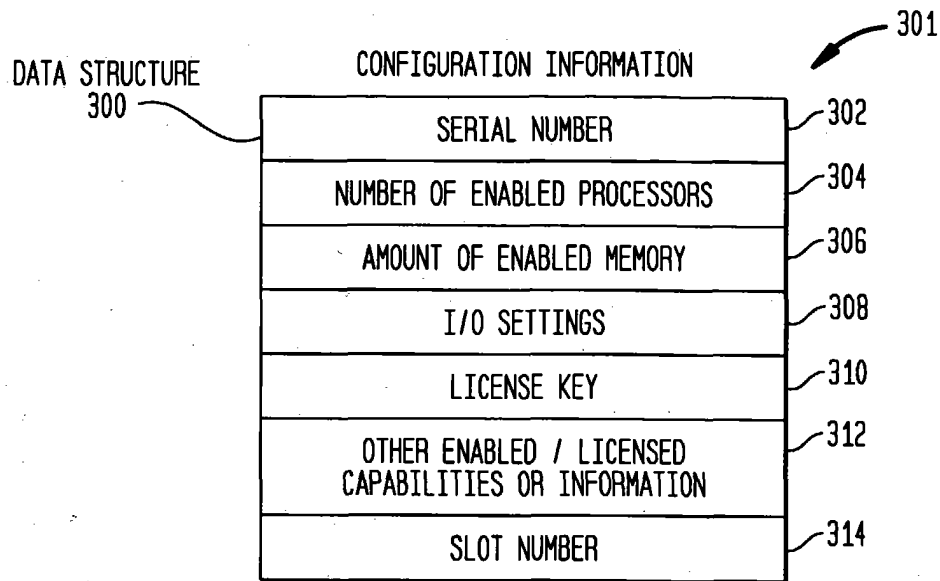 301
CONFIGURATION INFORMATION
DATA STRUCTURE
300
SERIAL NUMBER
302
NUMBER OF ENABLED PROCESSORS
304
AMOUNT OF ENABLED MEMORY
306
I/O SETTINGS
308
LICENSE KEY
310
OTHER ENABLED / LICENSED
CAPABILITIES OR INFORMATION
312
SLOT NUMBER
314